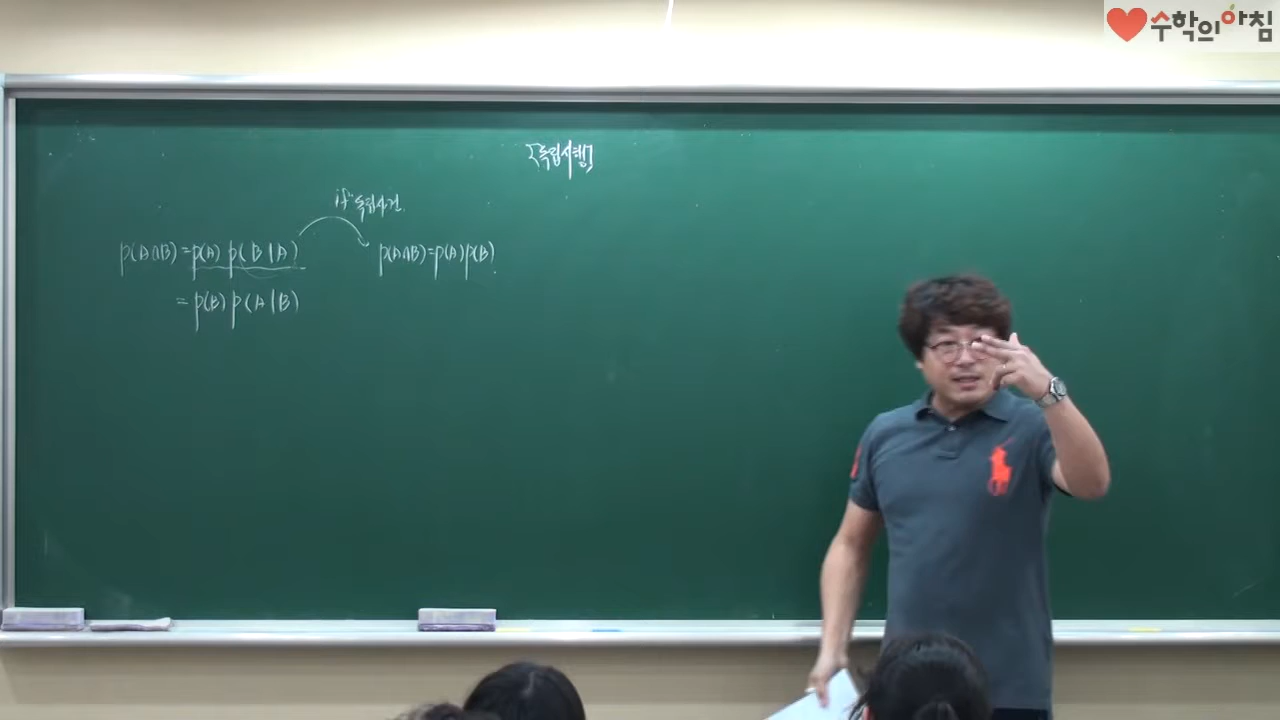 수학의아침
「독립시행」
if 독립사건
P(A∩B)=P(A) P(B|A)
P(A∩B)=P(A)P(B).
=P(B) P(A|B)